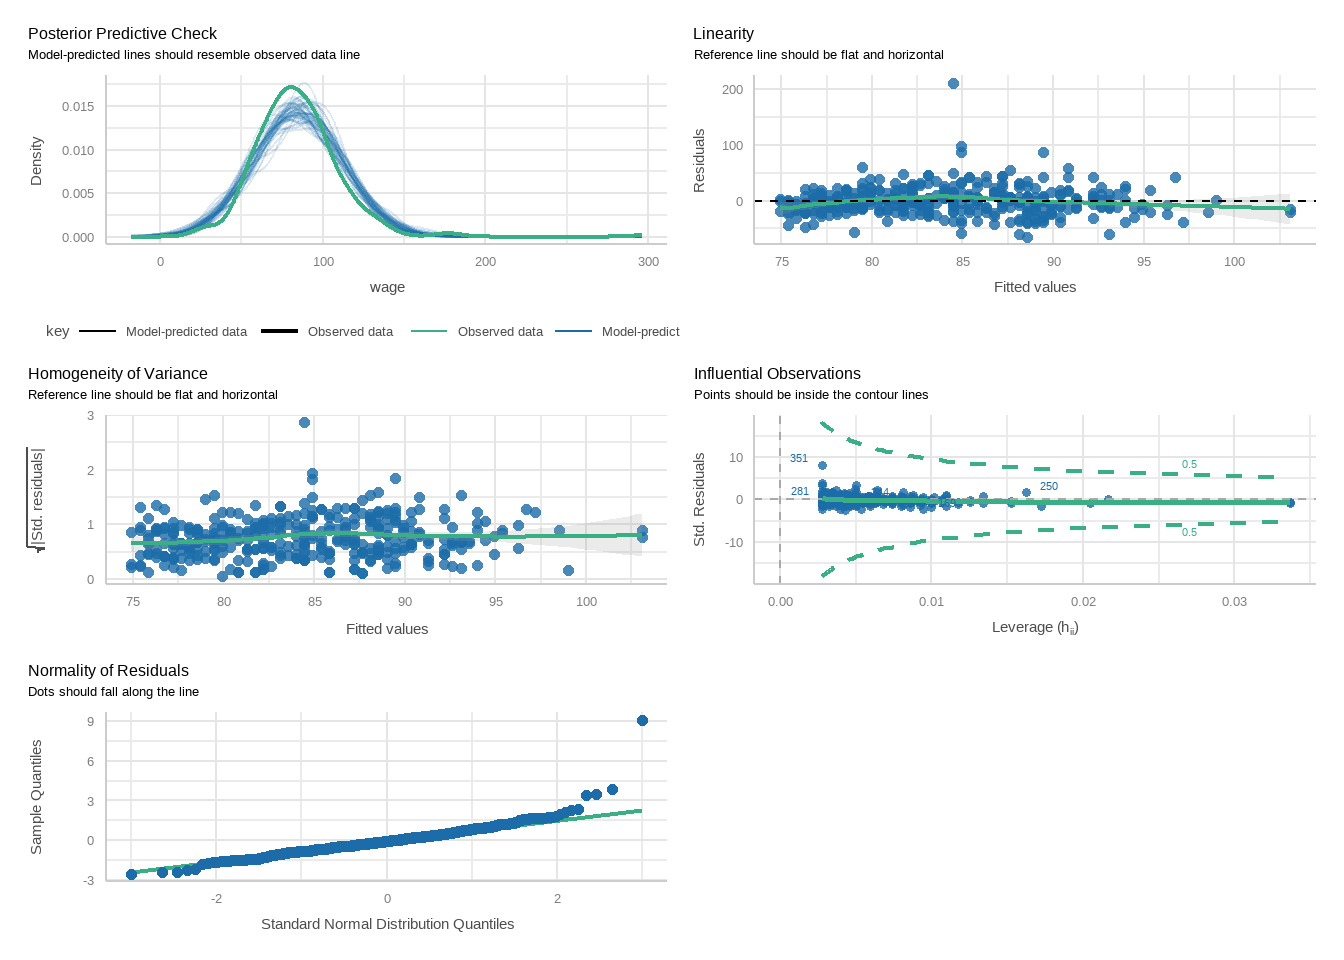 Posterior Predictive Check
Model-predicted lines should resemble observed data line
0.015
0.010
0.005
0.000
Density
0
100
200
300
wage
key
Model-predicted data
Observed data
Observed data
Model-predict
Linearity
Reference line should be flat and horizontal
200
100
0
Residuals
75
80
85
90
95
100
Fitted values
Homogeneity of Variance
Reference line should be flat and horizontal
3
2
1
0
√|Std. residuals|
75
80
85
90
95
100
Fitted values
Influential Observations
Points should be inside the contour lines
10
0
-10
Std. Residuals
351
281
250
0.5
0.5
0.00
0.01
0.02
0.03
Leverage (hii)
Normality of Residuals
Dots should fall along the line
9
6
3
0
-3
Sample Quantiles
-2
0
2
Standard Normal Distribution Quantiles